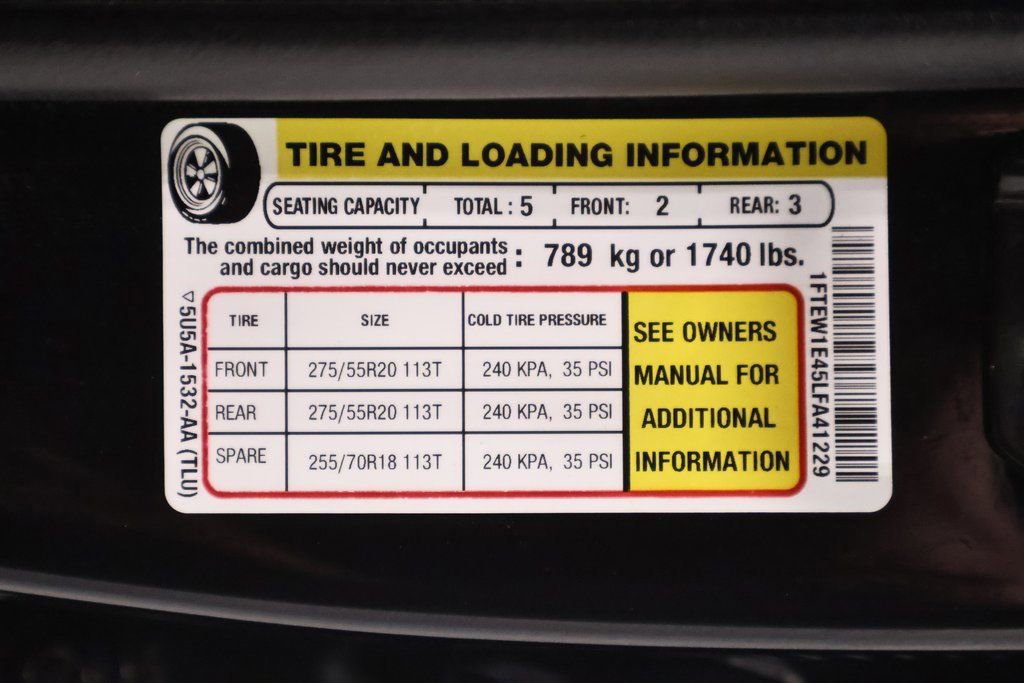 TIRE AND LOADING INFORMATION
SEATING CAPACITY TOTAL : 5 FRONT: 2 REAR: 3
The combined weight of occupants
and cargo should never exceed : 789 kg or 1740 lbs.
TIRE SIZE COLD TIRE PRESSURE
FRONT 275/55R20 113T 240 KPA, 35 PSI
REAR 275/55R20 113T 240 KPA, 35 PSI
SPARE 255/70R18 113T 240 KPA, 35 PSI
SEE OWNERS
MANUAL FOR
ADDITIONAL
INFORMATION
5U5A-1532-AA (TLU)
1FTEW1E45LFA41229